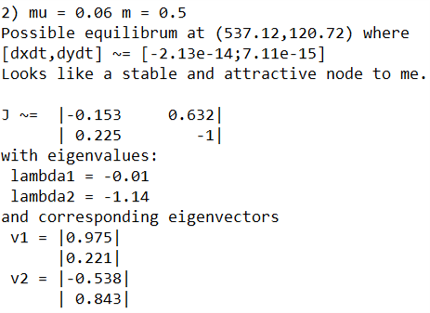 2) mu = 0.06 m = 0.5
Possible equilbrum at (537.12,120.72) where
[dxdt,dydt] ~= [-2.13e-14;7.11e-15]
Looks like a stable and attractive node to me.
J ~= |-0.153 0.632|
| 0.225 -1|
with eigenvalues:
lambda1 = -0.01
lambda2 = -1.14
and corresponding eigenvectors
v1 = |0.975|
|0.221|
v2 = |-0.538|
| 0.843|